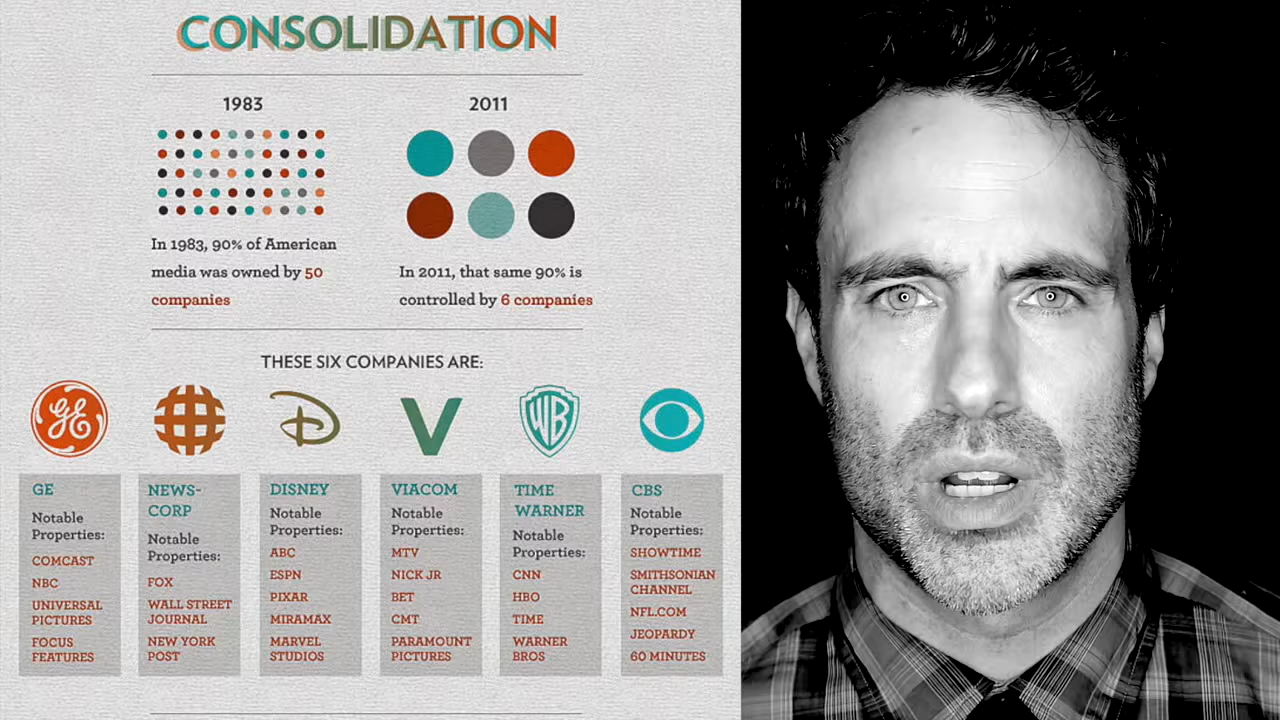 CONSOLIDATION
1983
In 1983, 90% of American
media was owned by 50
companies
2011
In 2011, that same 90% is
controlled by 6 companies
THESE SIX COMPANIES ARE:
GE
WB
GE
Notable
Properties:
COMCAST
NBC
UNIVERSAL
PICTURES
FOCUS
FEATURES
NEWS-
CORP
Notable
Properties:
FOX
WALL STREET
JOURNAL
NEW YORK
POST
DISNEY
Notable
Properties:
ABC
ESPN
PIXAR
MIRAMAX
MARVEL
STUDIOS
VIACOM
Notable
Properties:
MTV
NICK JR
BET
CMT
PARAMOUNT
PICTURES
TIME
WARNER
Notable
Properties:
CNN
HBO
TIME
WARNER
BROS
CBS
Notable
Properties:
SHOWTIME
SMITHSONIAN
CHANNEL
NFL.COM
JEOPARDY
60 MINUTES